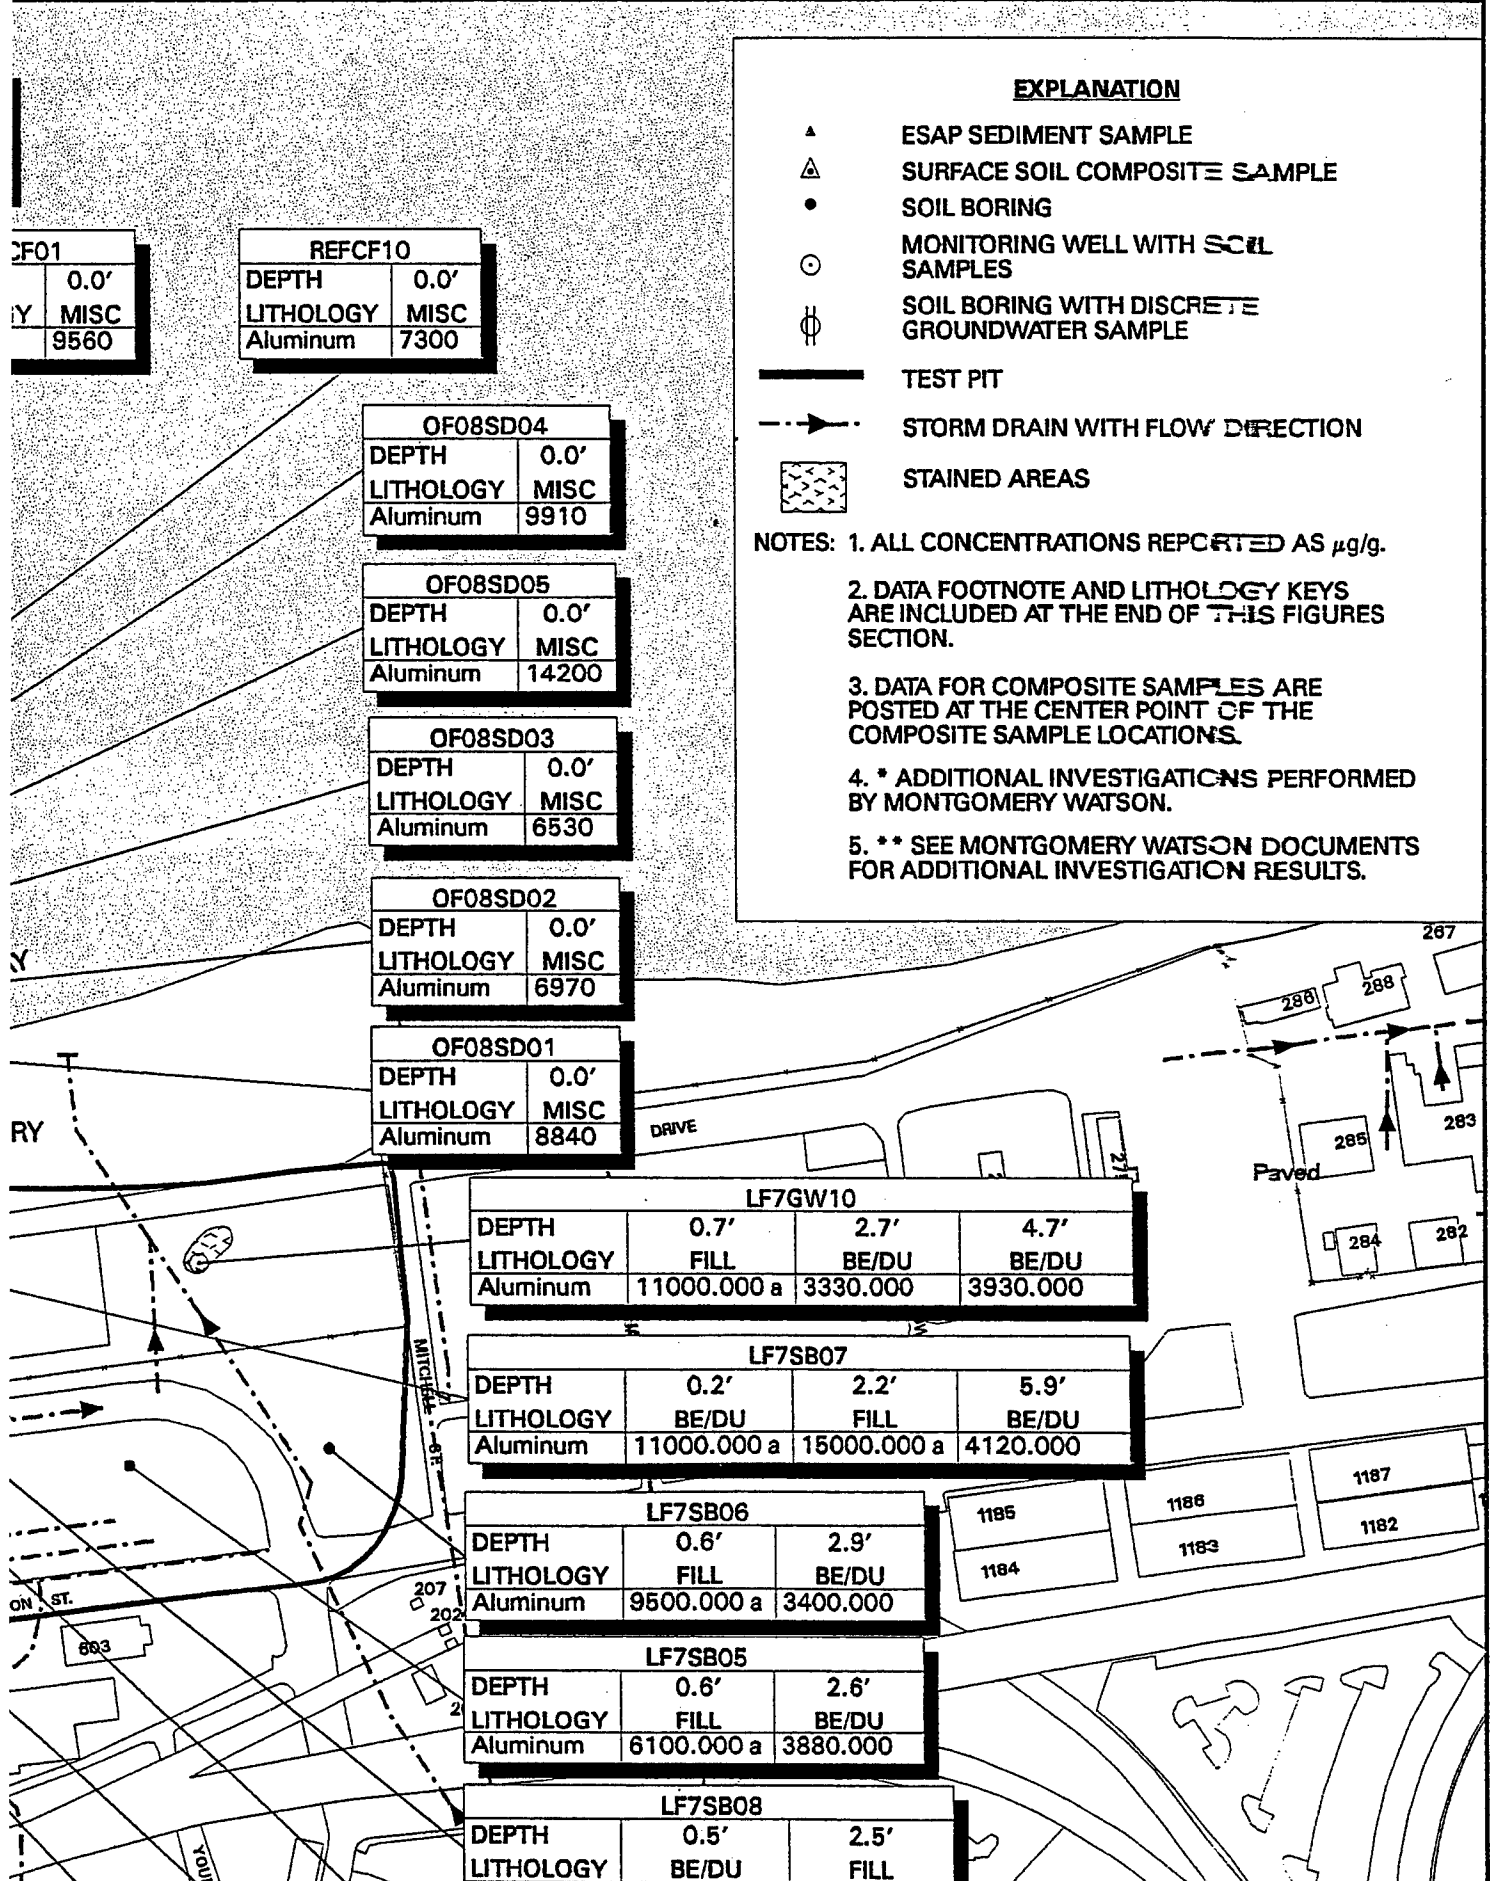 EXPLANATION
ESAP SEDIMENT SAMPLE
SURFACE SOIL COMPOSITE SAMPLE
SOIL BORING
MONITORING WELL WITH SOIL
SAMPLES
SOIL BORING WITH DISCRETE
GROUNDWATER SAMPLE
TEST PIT
STORM DRAIN WITH FLOW DIRECTION
STAINED AREAS
NOTES: 1. ALL CONCENTRATIONS REPORTED AS µg/g.
2. DATA FOOTNOTE AND LITHOLOGY KEYS
ARE INCLUDED AT THE END OF THIS FIGURES
SECTION.
3. DATA FOR COMPOSITE SAMPLES ARE
POSTED AT THE CENTER POINT OF THE
COMPOSITE SAMPLE LOCATIONS.
4. * ADDITIONAL INVESTIGATIONS PERFORMED
BY MONTGOMERY WATSON.
5. ** SEE MONTGOMERY WATSON DOCUMENTS
FOR ADDITIONAL INVESTIGATION RESULTS.
CF01
0.0′
Y MISC
9560
REFCF10
DEPTH 0.0′
LITHOLOGY MISC
Aluminum 7300
OF08SD04
DEPTH 0.0′
LITHOLOGY MISC
Aluminum 9910
OF08SD05
DEPTH 0.0′
LITHOLOGY MISC
Aluminum 14200
OF08SD03
DEPTH 0.0′
LITHOLOGY MISC
Aluminum 6530
OF08SD02
DEPTH 0.0′
LITHOLOGY MISC
Aluminum 6970
OF08SD01
DEPTH 0.0′
LITHOLOGY MISC
Aluminum 8840
Y
RY
DRIVE
267
286
288
285
283
Paved
284
282
LF7GW10
DEPTH 0.7′ 2.7′ 4.7′
LITHOLOGY FILL BE/DU BE/DU
Aluminum 11000.000 a 3330.000 3930.000
LF7SB07
DEPTH 0.2′ 2.2′ 5.9′
LITHOLOGY BE/DU FILL BE/DU
Aluminum 11000.000 a 15000.000 a 4120.000
MITCHELL ST.
LF7SB06
DEPTH 0.6′ 2.9′
LITHOLOGY FILL BE/DU
Aluminum 9500.000 a 3400.000
1185
1186
1187
1184
1183
1182
ON ST.
603
207
202
LF7SB05
DEPTH 0.6′ 2.6′
LITHOLOGY FILL BE/DU
Aluminum 6100.000 a 3880.000
LF7SB08
DEPTH 0.5′ 2.5′
LITHOLOGY BE/DU FILL
YOU